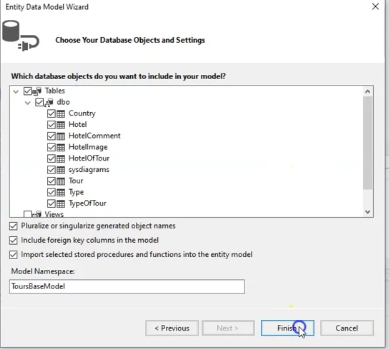 Entity Data Model Wizard
Choose Your Database Objects and Settings
Which database objects do you want to include in your model?
Tables
dbo
Country
Hotel
HotelComment
HotelImage
HotelOfTour
sysdiagrams
Tour
Type
TypeOfTour
Views
Pluralize or singularize generated object names
Include foreign key columns in the model
Import selected stored procedures and functions into the entity model
Model Namespace:
ToursBaseModel
< Previous
Next >
Finish
Cancel